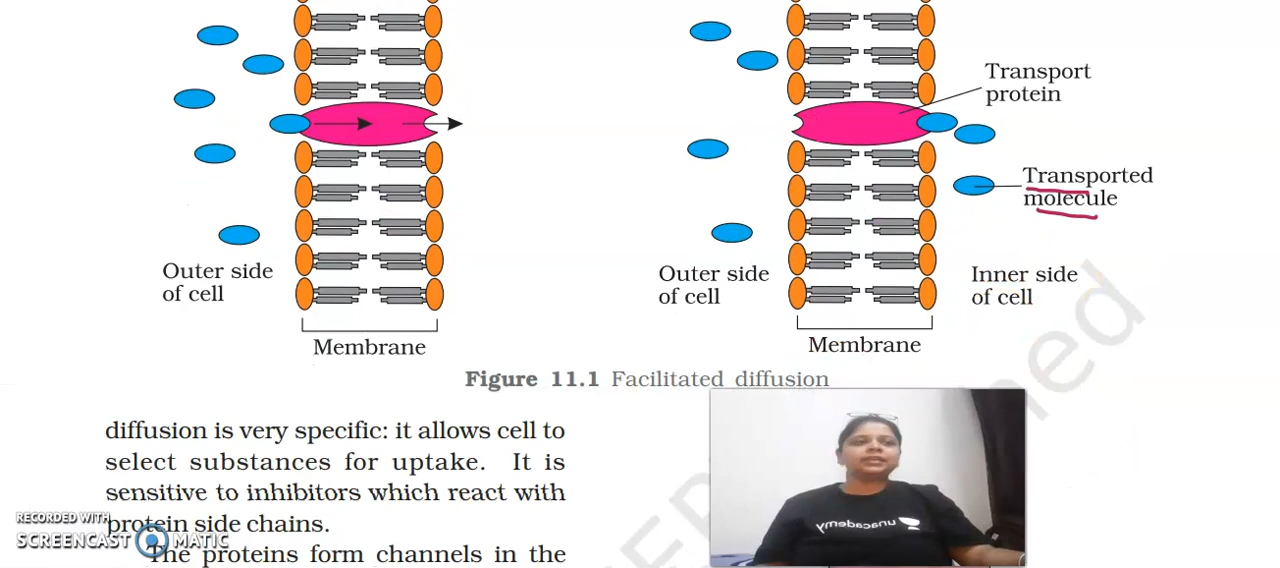 Transport
protein
Transported
molecule
Outer side
of cell
Outer side
of cell
Inner side
of cell
Membrane
Membrane
Figure 11.1 Facilitated diffusion
diffusion is very specific: it allows cell to
select substances for uptake. It is
sensitive to inhibitors which react with
protein side chains.
The proteins form channels in the
RECORDED WITH
SCREENCAST MATIC
unacademy